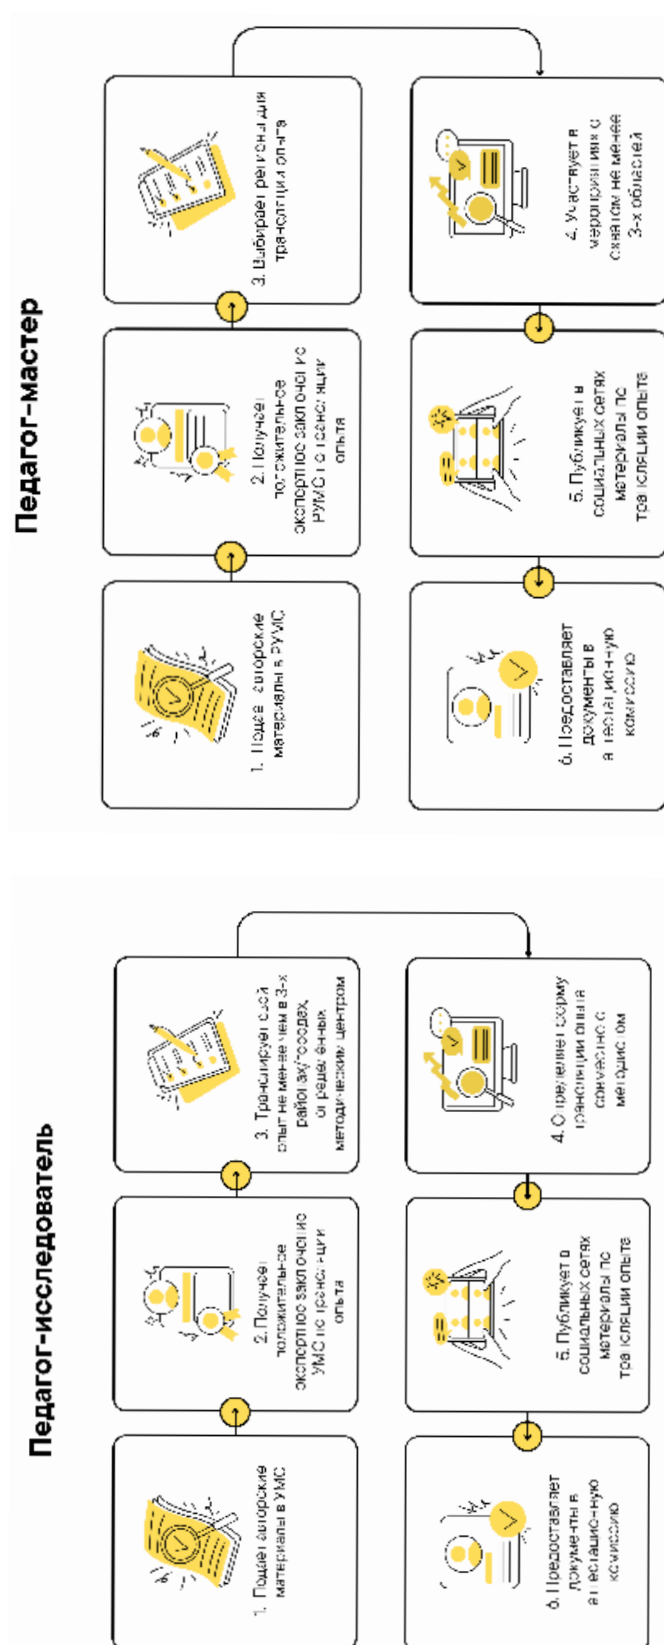 Педагог-исследователь
1. Подает авторские
материалы в УМС
2. Получает
положительное
экспертное заключение
УМС по трансляции
опыта
3. Транслирует свой
опыт не менее чем в 3-х
районах/городах,
определённых
методическим центром
4. Определяет форму
трансляции опыта
совместно с
методистом
5. Публикует в
социальных сетях
материалы по
трансляции опыта
6. Предоставляет
документы в
аттестационную
комиссию
Педагог-мастер
1. Подает авторские
материалы в РУМС
2. Получает
положительное
экспертное заключение
РУМС по трансляции
опыта
3. Выбирает регионы для
трансляции опыта
4. Участвует в
мероприятиях с
охватом не менее
3-х областей
5. Публикует в
социальных сетях
материалы по
трансляции опыта
6. Предоставляет
документы в
аттестационную
комиссию